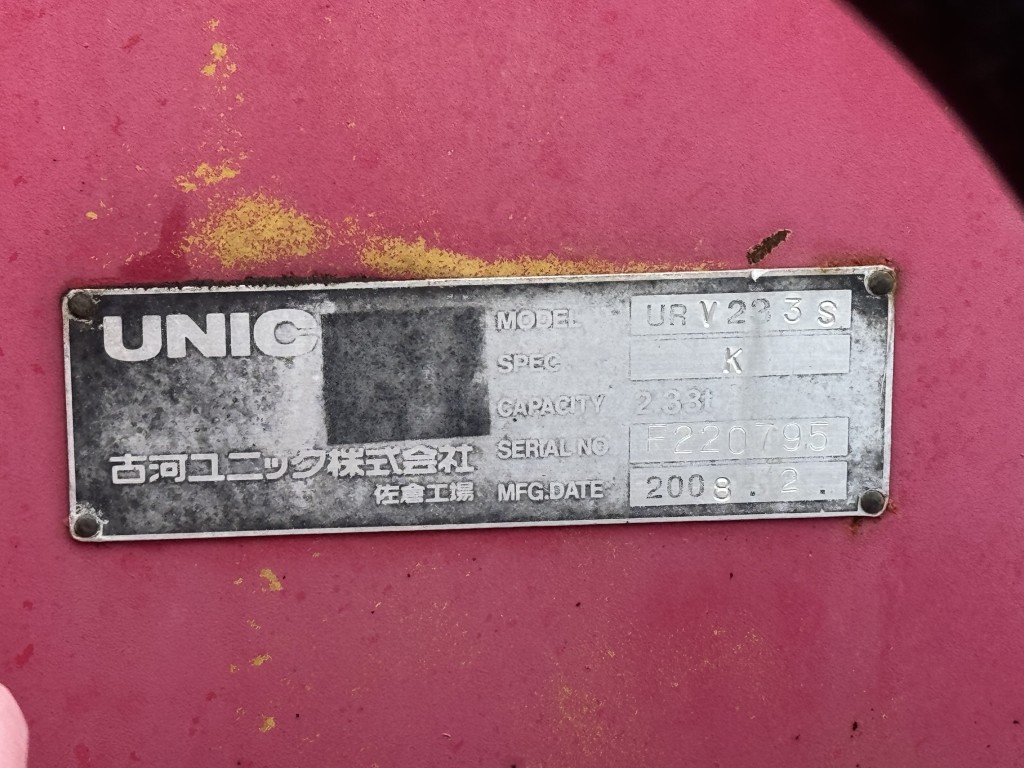 UNIC
古河ユニック株式会社
佐倉工場
MODEL URV233S
SPEC K
CAPACITY 2.33t
SERIAL NO F220795
MFG.DATE 2008.2.